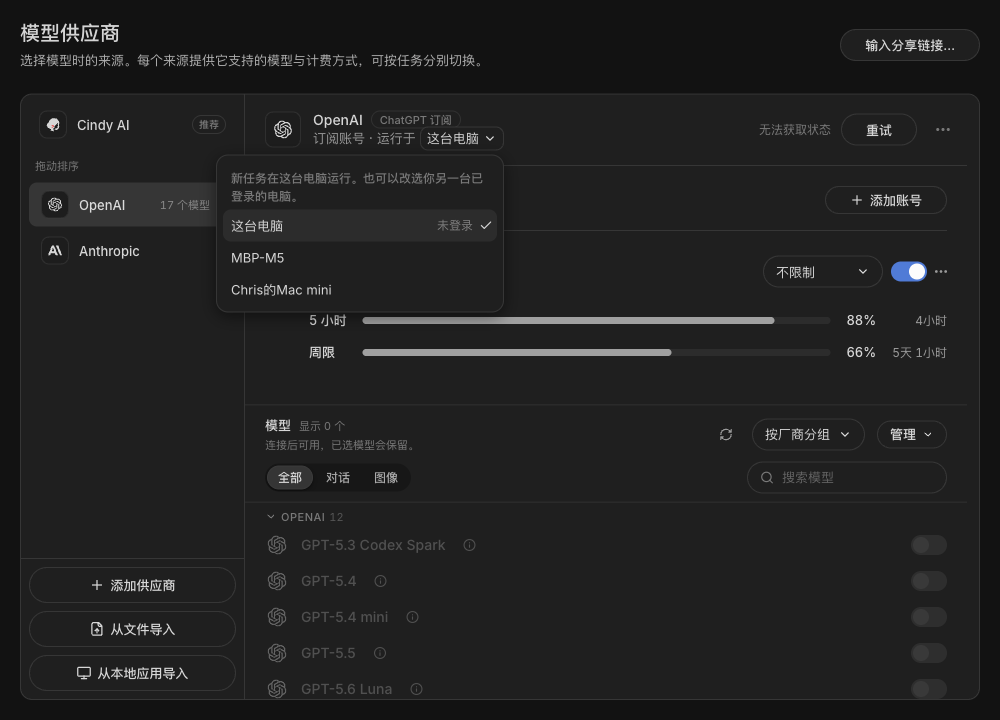 模型供应商
选择模型时的来源。每个来源提供它支持的模型与计费方式，可按任务分别切换。
输入分享链接...
Cindy AI
推荐
拖动排序
OpenAI
17 个模型
Anthropic
添加供应商
从文件导入
从本地应用导入
OpenAI
ChatGPT 订阅
订阅账号 · 运行于
这台电脑
无法获取状态
重试
新任务在这台电脑运行。也可以改选你另一台已
登录的电脑。
这台电脑
未登录
MBP-M5
Chris的Mac mini
添加账号
不限制
5 小时
88%
4小时
周限
66%
5天 1小时
模型
显示 0 个
连接后可用，已选模型会保留。
按厂商分组
管理
全部
对话
图像
搜索模型
OPENAI 12
GPT-5.3 Codex Spark
GPT-5.4
GPT-5.4 mini
GPT-5.5
GPT-5.6 Luna